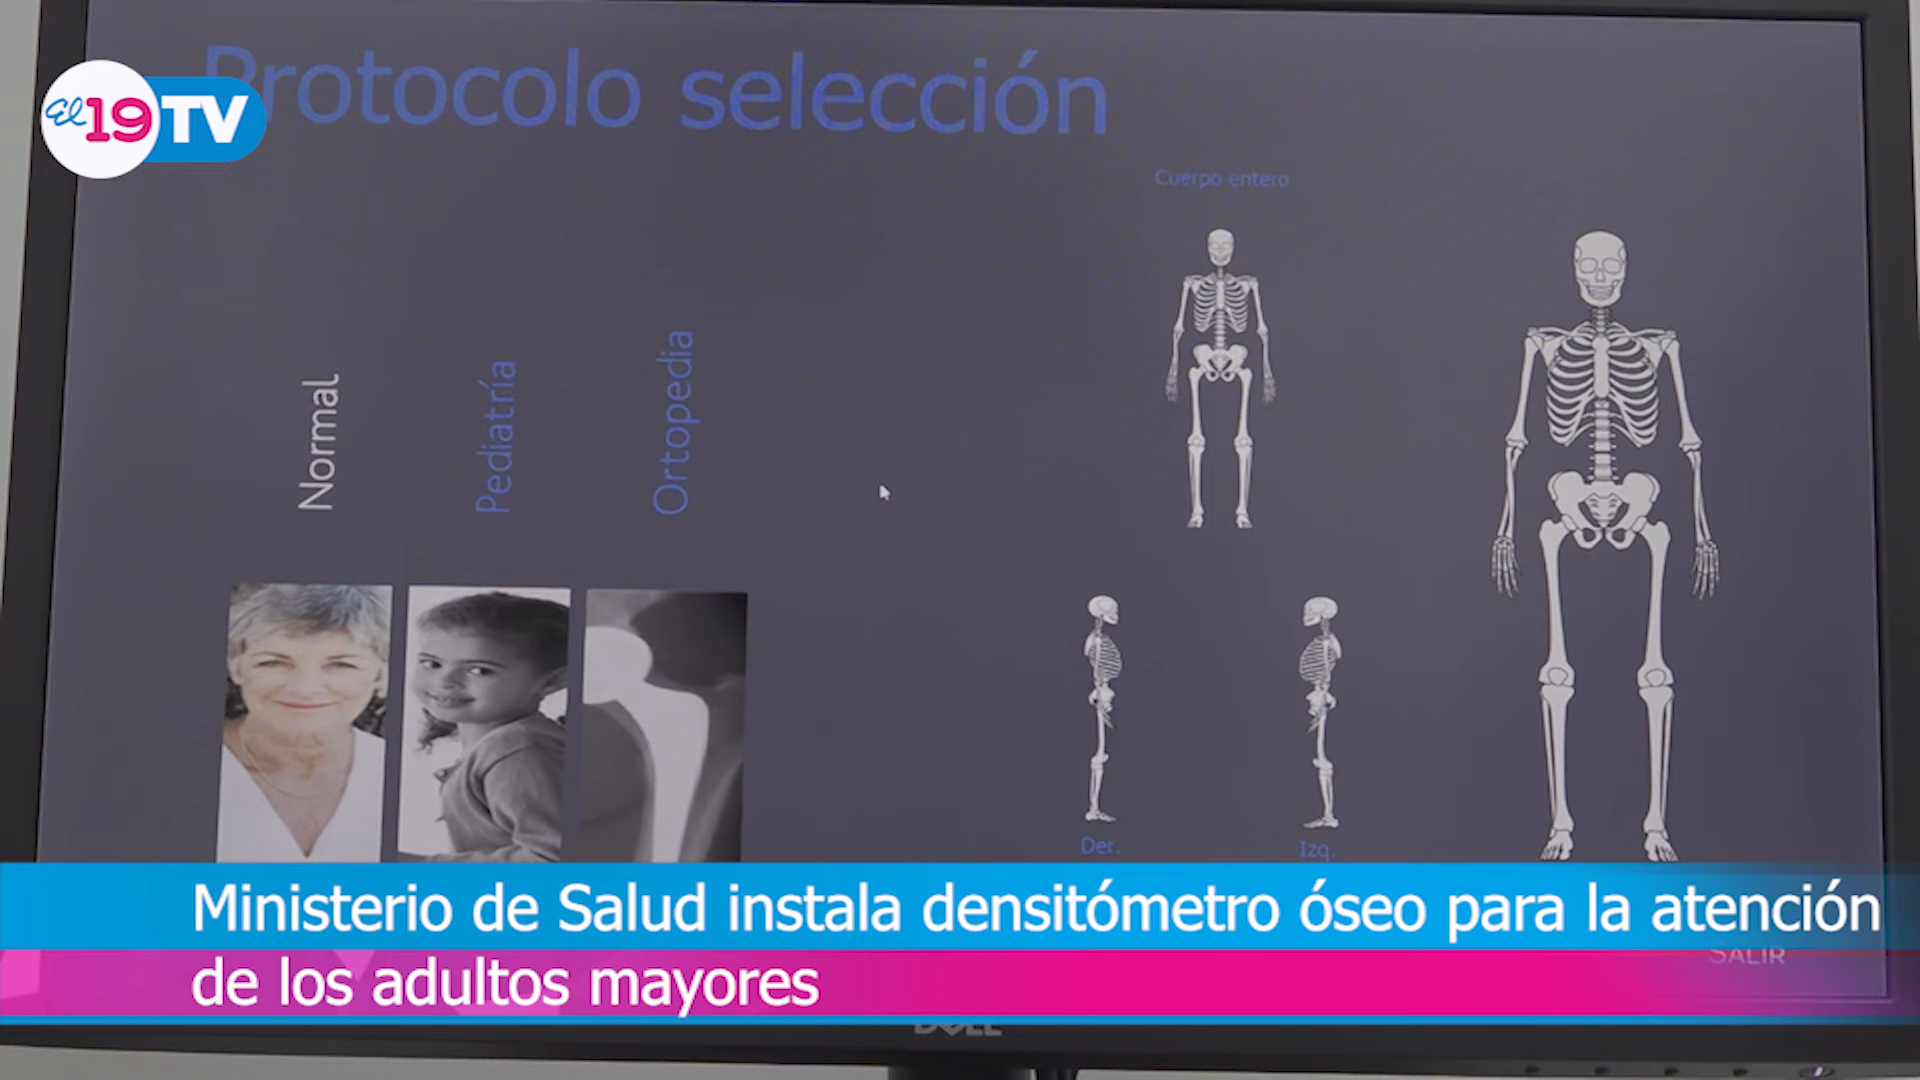 El 19 TV
Protocolo selección
Cuerpo entero
Normal
Pediatría
Ortopedia
Der.
Izq.
Ministerio de Salud instala densitómetro óseo para la atención
de los adultos mayores
SALIR
DELL